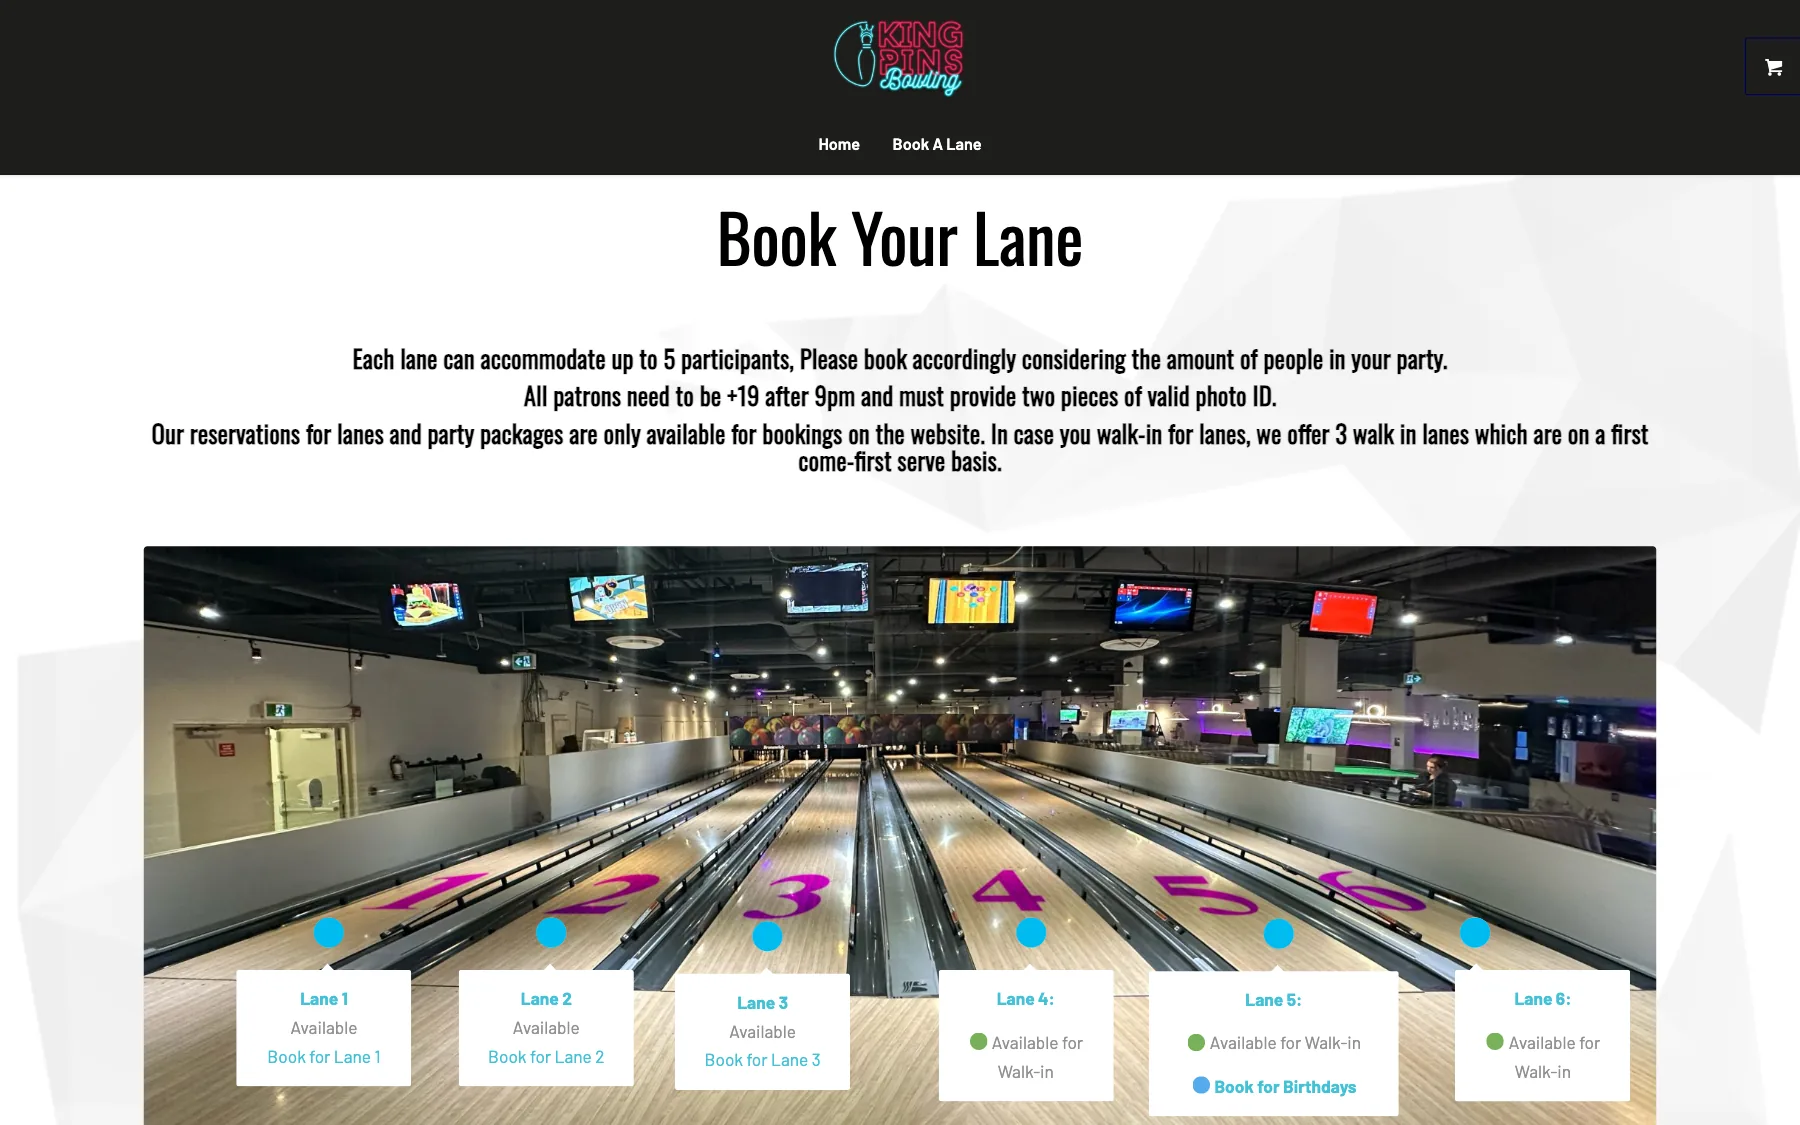 KING
PINS
Bowling
Home Book A Lane
Book Your Lane
Each lane can accommodate up to 5 participants, Please book accordingly considering the amount of people in your party.
All patrons need to be +19 after 9pm and must provide two pieces of valid photo ID.
Our reservations for lanes and party packages are only available for bookings on the website. In case you walk-in for lanes, we offer 3 walk in lanes which are on a first
come-first serve basis.
1 2 3 4 5 6
Lane 1
Available
Book for Lane 1
Lane 2
Available
Book for Lane 2
Lane 3
Available
Book for Lane 3
Lane 4:
Available for
Walk-in
Lane 5:
Available for Walk-in
Book for Birthdays
Lane 6:
Available for
Walk-in